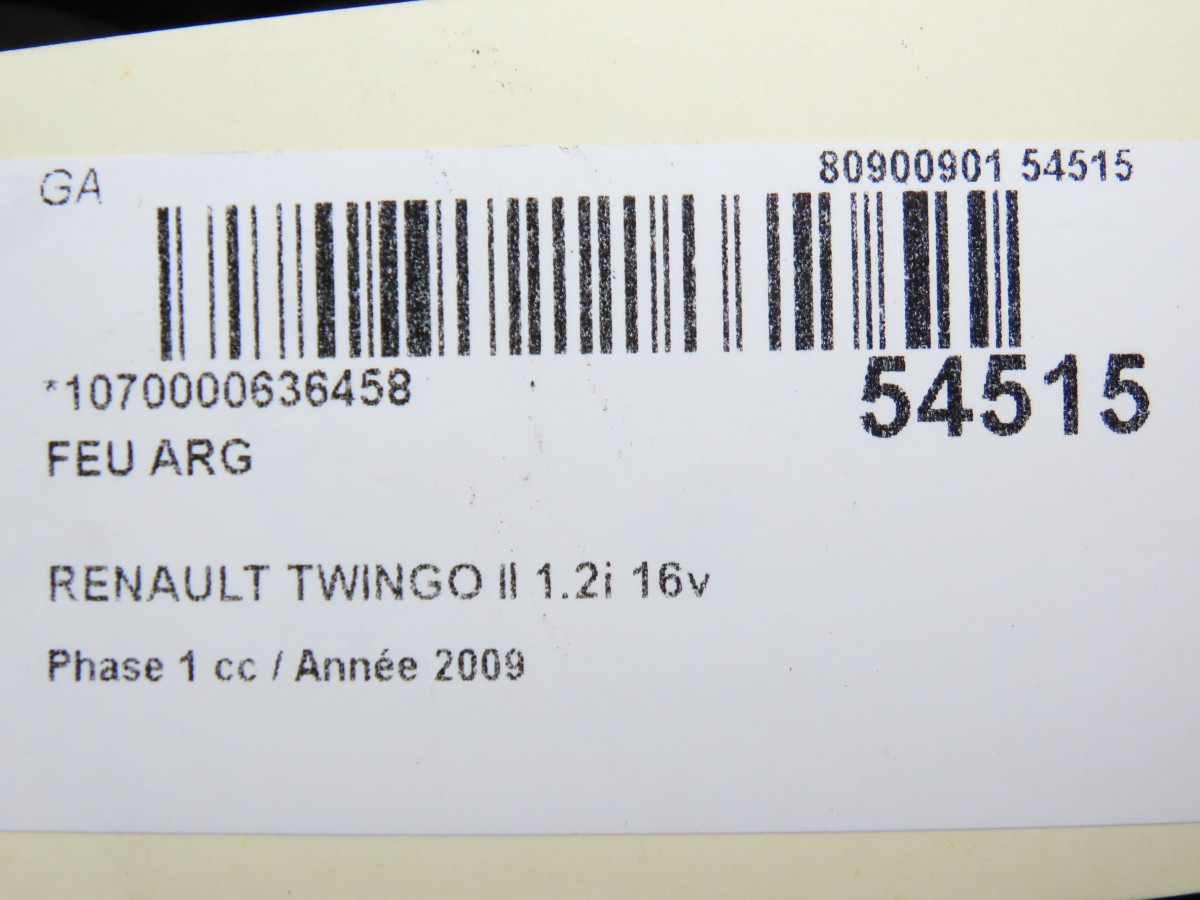 GA
80900901 54515
*1070000636458
54515
FEU ARG
RENAULT TWINGO II 1.2i 16v
Phase 1 cc / Année 2009